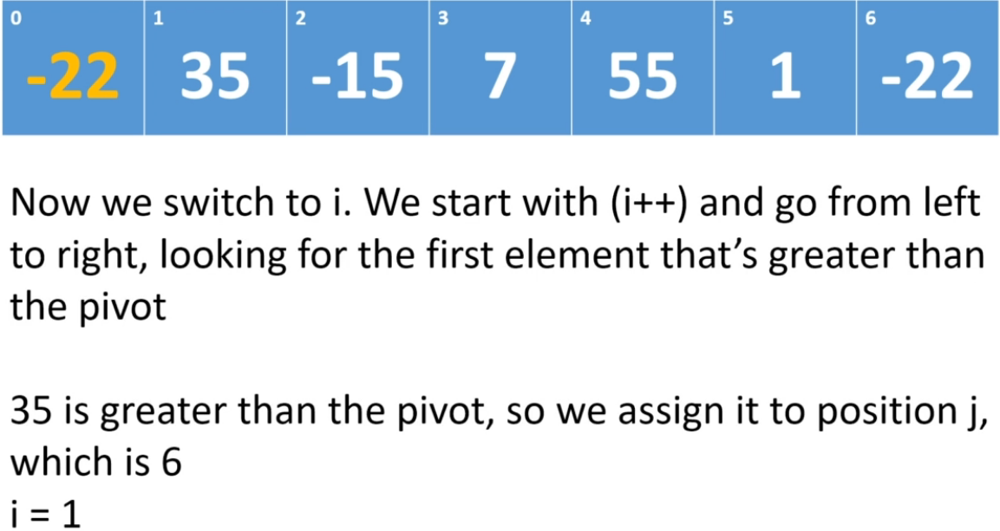 0 1 2 3 4 5 6
-22 35 -15 7 55 1 -22
Now we switch to i. We start with (i++) and go from left
to right, looking for the first element that’s greater than
the pivot
35 is greater than the pivot, so we assign it to position j,
which is 6
i = 1